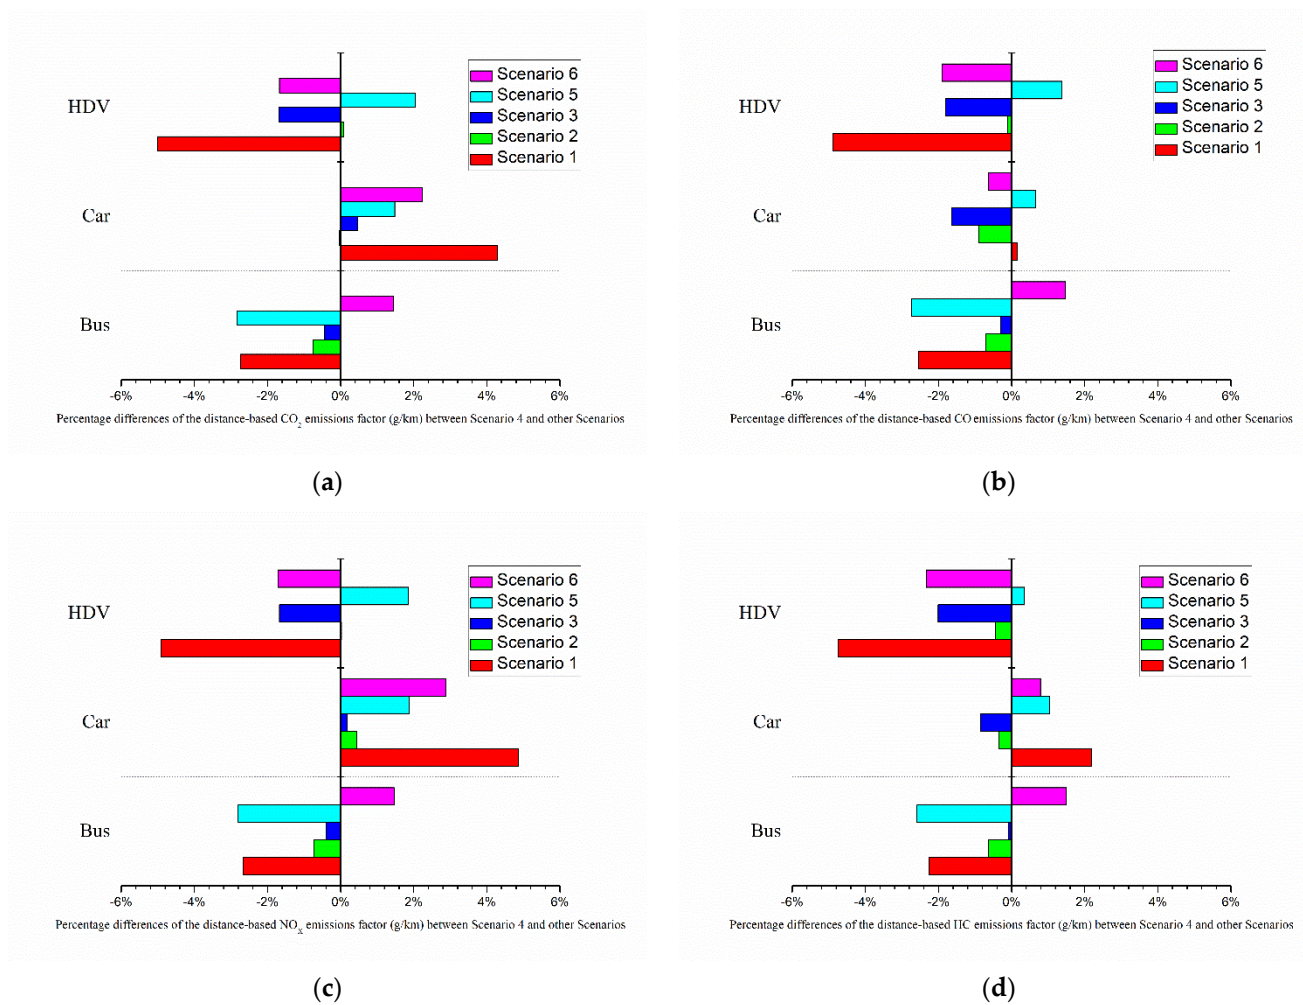 HDV
Car
Bus
Scenario 6
Scenario 5
Scenario 3
Scenario 2
Scenario 1
-6% -4% -2% 0% 2% 4% 6%
Percentage differences of the distance-based CO₂ emissions factor (g/km) between Scenario 4 and other Scenarios
(a)
HDV
Car
Bus
Scenario 6
Scenario 5
Scenario 3
Scenario 2
Scenario 1
-6% -4% -2% 0% 2% 4% 6%
Percentage differences of the distance-based CO emissions factor (g/km) between Scenario 4 and other Scenarios
(b)
HDV
Car
Bus
Scenario 6
Scenario 5
Scenario 3
Scenario 2
Scenario 1
-6% -4% -2% 0% 2% 4% 6%
Percentage differences of the distance-based NOₓ emissions factor (g/km) between Scenario 4 and other Scenarios
(c)
HDV
Car
Bus
Scenario 6
Scenario 5
Scenario 3
Scenario 2
Scenario 1
-6% -4% -2% 0% 2% 4% 6%
Percentage differences of the distance-based HC emissions factor (g/km) between Scenario 4 and other Scenarios
(d)